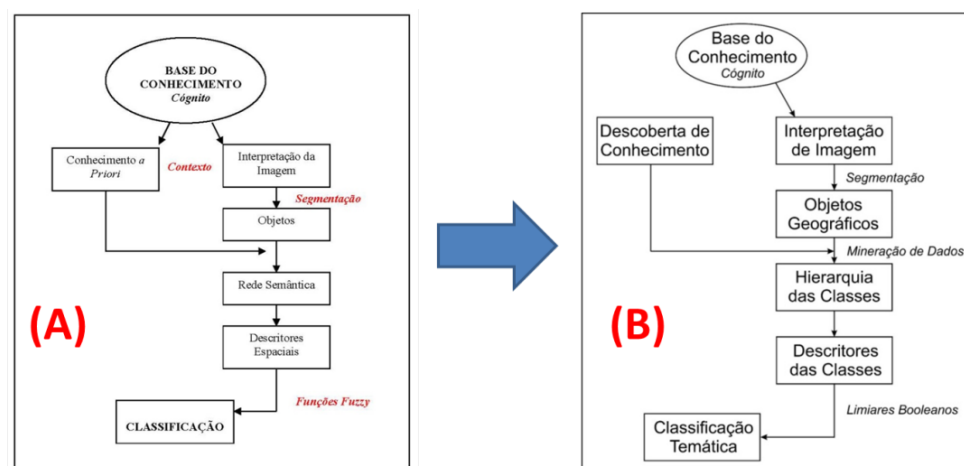 BASE DO
CONHECIMENTO
Cógnito
Conhecimento a
Priori
Contexto
Interpretação da
Imagem
Segmentação
Objetos
Rede Semântica
(A)
Descritores
Espaciais
Funções Fuzzy
CLASSIFICAÇÃO
Base do
Conhecimento
Cógnito
Descoberta de
Conhecimento
Interpretação
de Imagem
Segmentação
Objetos
Geográficos
Mineração de Dados
Hierarquia
das Classes
(B)
Descritores
das Classes
Limiares Booleanos
Classificação
Temática